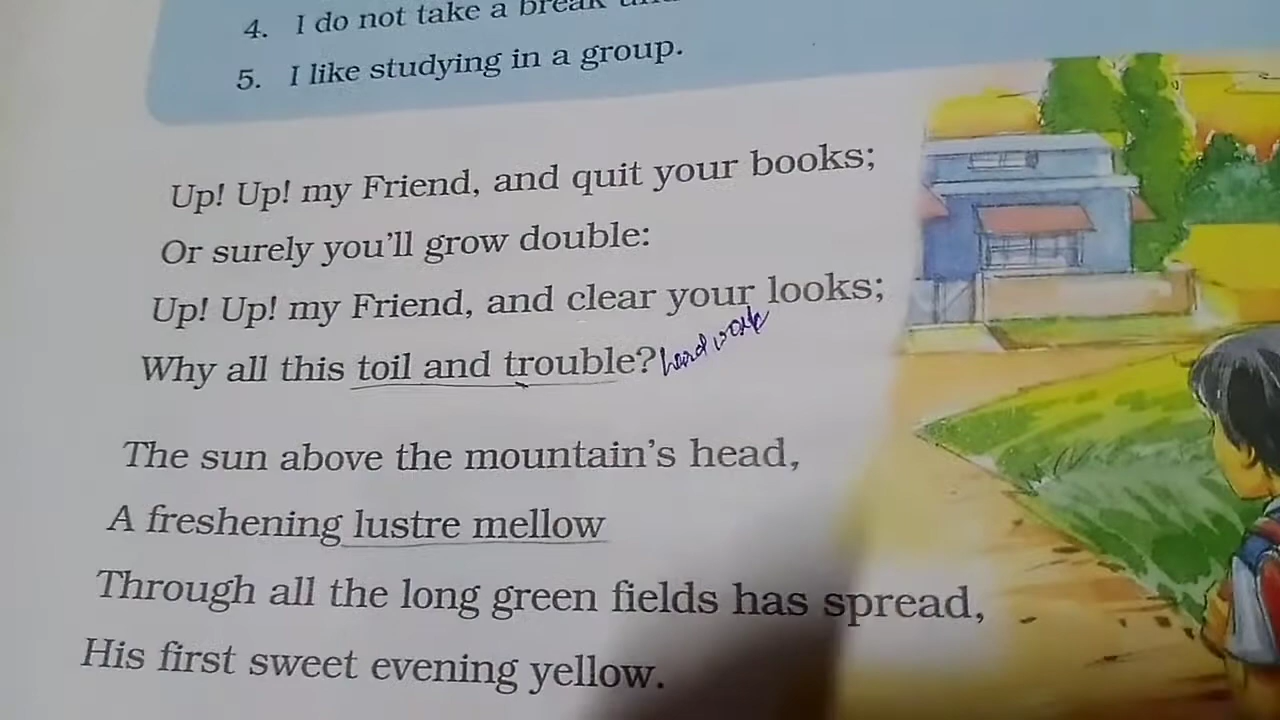 4. I do not take a break
5. I like studying in a group.
Up! Up! my Friend, and quit your books;
Or surely you'll grow double:
Up! Up! my Friend, and clear your looks;
Why all this toil and trouble? hard work
The sun above the mountain's head,
A freshening lustre mellow
Through all the long green fields has spread,
His first sweet evening yellow.